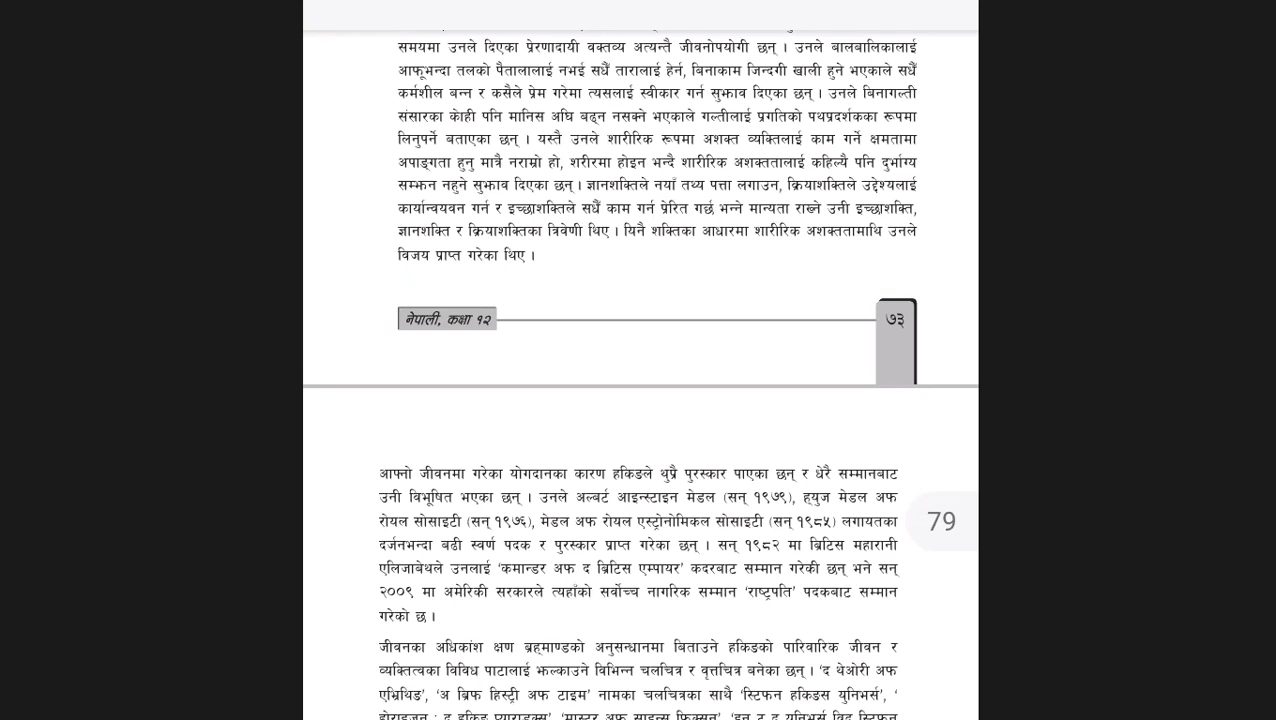 समयमा उनले दिएका प्रेरणादायी वक्तव्य अत्यन्तै जीवनोपयोगी छन् । उनले बालबालिकालाई
आफूभन्दा तलको पैतालालाई नभई सधैँ तारालाई हेर्न, बिनाकाम जिन्दगी खाली हुने भएकाले सधैँ
कर्मशील बन्न र कसैले प्रेम गरेमा त्यसलाई स्वीकार गर्न सुझाव दिएका छन् । उनले बिनागल्ती
संसारका कोही पनि मानिस अघि बढ्न नसक्ने भएकाले गल्तीलाई प्रगतिको पथप्रदर्शकका रूपमा
लिनुपर्ने बताएका छन् । यस्तै उनले शारीरिक रूपमा अशक्त व्यक्तिलाई काम गर्ने क्षमतामा
अपाङ्गता हुनु मात्रै नराम्रो हो, शरीरमा होइन भन्दै शारीरिक अशक्ततालाई कहिल्यै पनि दुर्भाग्य
सम्झन नहुने सुझाव दिएका छन् । ज्ञानशक्तिले नयाँ तथ्य पत्ता लगाउन, क्रियाशक्तिले उद्देश्यलाई
कार्यान्वयवन गर्न र इच्छाशक्तिले सधैँ काम गर्न प्रेरित गर्छ भन्ने मान्यता राख्ने उनी इच्छाशक्ति,
ज्ञानशक्ति र क्रियाशक्तिका त्रिवेणी थिए । यिनै शक्तिका आधारमा शारीरिक अशक्ततामाथि उनले
विजय प्राप्त गरेका थिए ।
नेपाली, कक्षा १२
७३
आफ्नो जीवनमा गरेका योगदानका कारण हकिङले थुप्रै पुरस्कार पाएका छन् र धेरै सम्मानबाट
उनी विभूषित भएका छन् । उनले अल्बर्ट आइन्स्टाइन मेडल (सन् १९७९), ह्युज मेडल अफ
रोयल सोसाइटी (सन् १९७६), मेडल अफ रोयल एस्ट्रोनोमिकल सोसाइटी (सन् १९८५) लगायतका
79
दर्जनभन्दा बढी स्वर्ण पदक र पुरस्कार प्राप्त गरेका छन् । सन् १९८२ मा ब्रिटिस महारानी
एलिजाबेथले उनलाई ‘कमान्डर अफ द ब्रिटिस एम्पायर’ कदरबाट सम्मान गरेकी छन् भने सन्
२००९ मा अमेरिकी सरकारले त्यहाँको सर्वोच्च नागरिक सम्मान ‘राष्ट्रपति’ पदकबाट सम्मान
गरेको छ ।
जीवनका अधिकांश क्षण ब्रह्माण्डको अनुसन्धानमा बिताउने हकिङको पारिवारिक जीवन र
व्यक्तित्वका विविध पाटालाई झल्काउने विभिन्न चलचित्र र वृत्तचित्र बनेका छन् । ‘द थेओरी अफ
एभ्रिथिङ’, ‘अ ब्रिफ हिस्ट्री अफ टाइम’ नामका चलचित्रका साथै ‘स्टिफन हकिङस युनिभर्स’, ‘
होराइजन : द हकिङ प्याराडक्स’, ‘मास्टर अफ साइन्स फिक्सन’, ‘इन टु द युनिभर्स विद स्टिफन